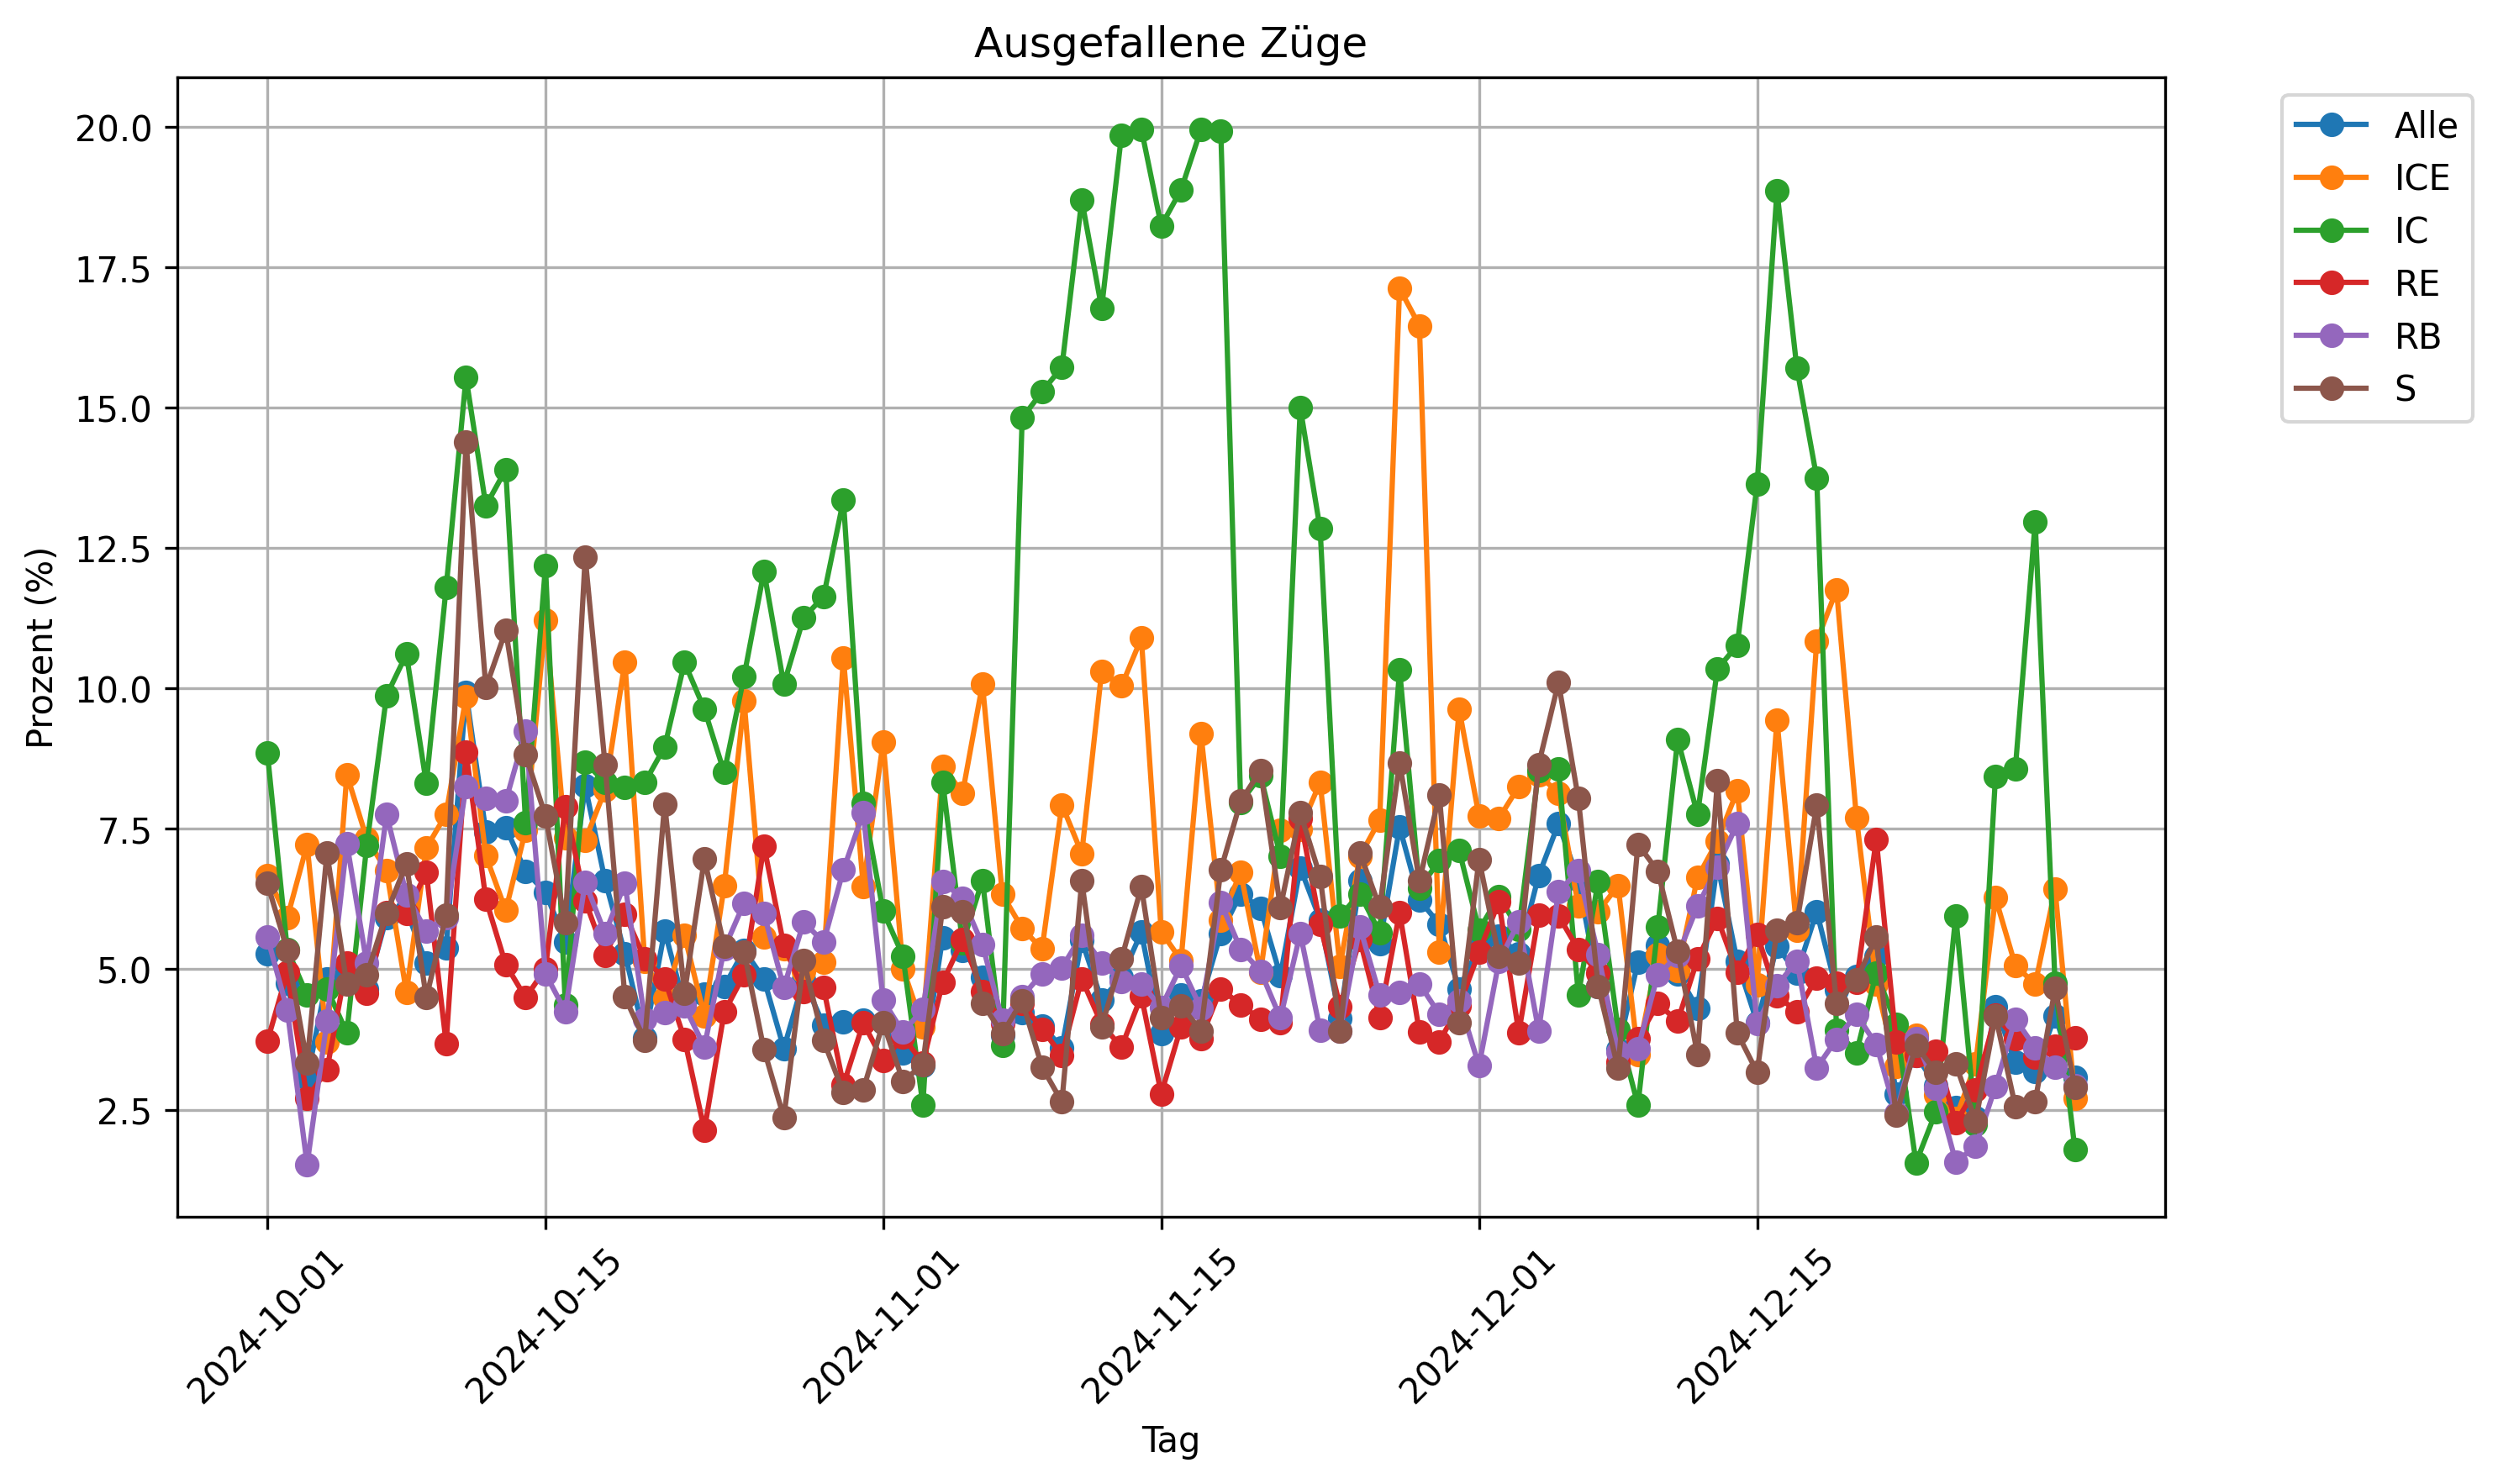 Ausgefallene Züge
Prozent (%)
20.0
17.5
15.0
12.5
10.0
7.5
5.0
2.5
2024-10-01
2024-10-15
2024-11-01
2024-11-15
2024-12-01
2024-12-15
Tag
Alle
ICE
IC
RE
RB
S